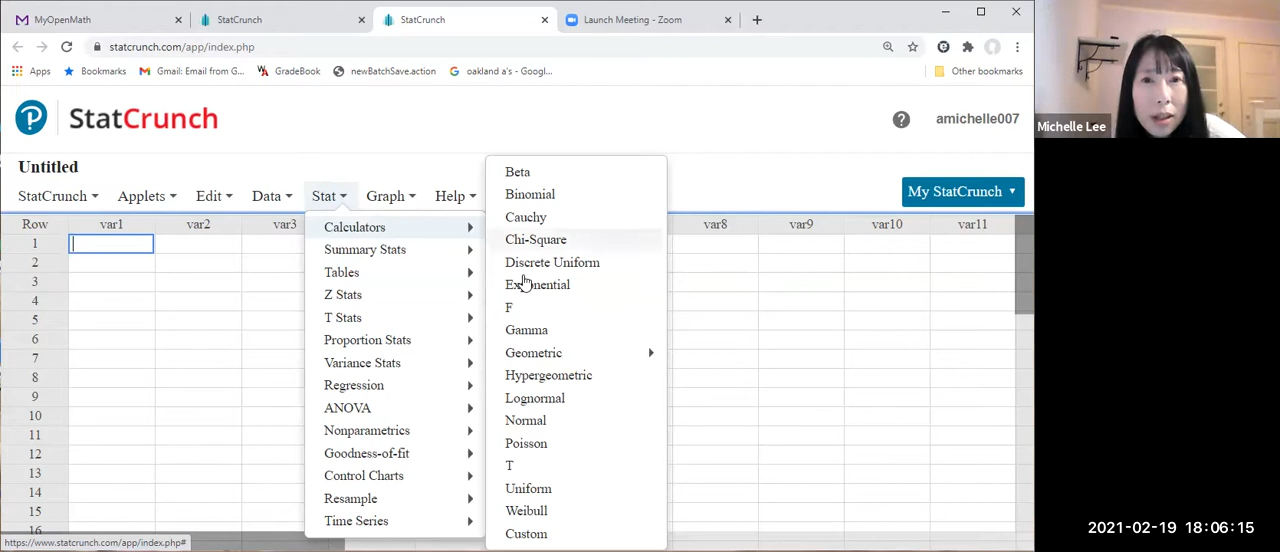 MyOpenMath
StatCrunch
StatCrunch
Launch Meeting - Zoom
statcrunch.com/app/index.php
Apps
Bookmarks
Gmail: Email from G...
GradeBook
newBatchSave.action
oakland a's - Googl...
Other bookmarks
StatCrunch
amichelle007
Michelle Lee
Untitled
StatCrunch
Applets
Edit
Data
Stat
Graph
Help
My StatCrunch
Row var1 var2 var3 var8 var9 var10 var11
1
2
3
4
5
6
7
8
9
10
11
12
13
14
15
16
Calculators
Summary Stats
Tables
Z Stats
T Stats
Proportion Stats
Variance Stats
Regression
ANOVA
Nonparametrics
Goodness-of-fit
Control Charts
Resample
Time Series
Beta
Binomial
Cauchy
Chi-Square
Discrete Uniform
Exponential
F
Gamma
Geometric
Hypergeometric
Lognormal
Normal
Poisson
T
Uniform
Weibull
Custom
https://www.statcrunch.com/app/index.php#
2021-02-19 18:06:15